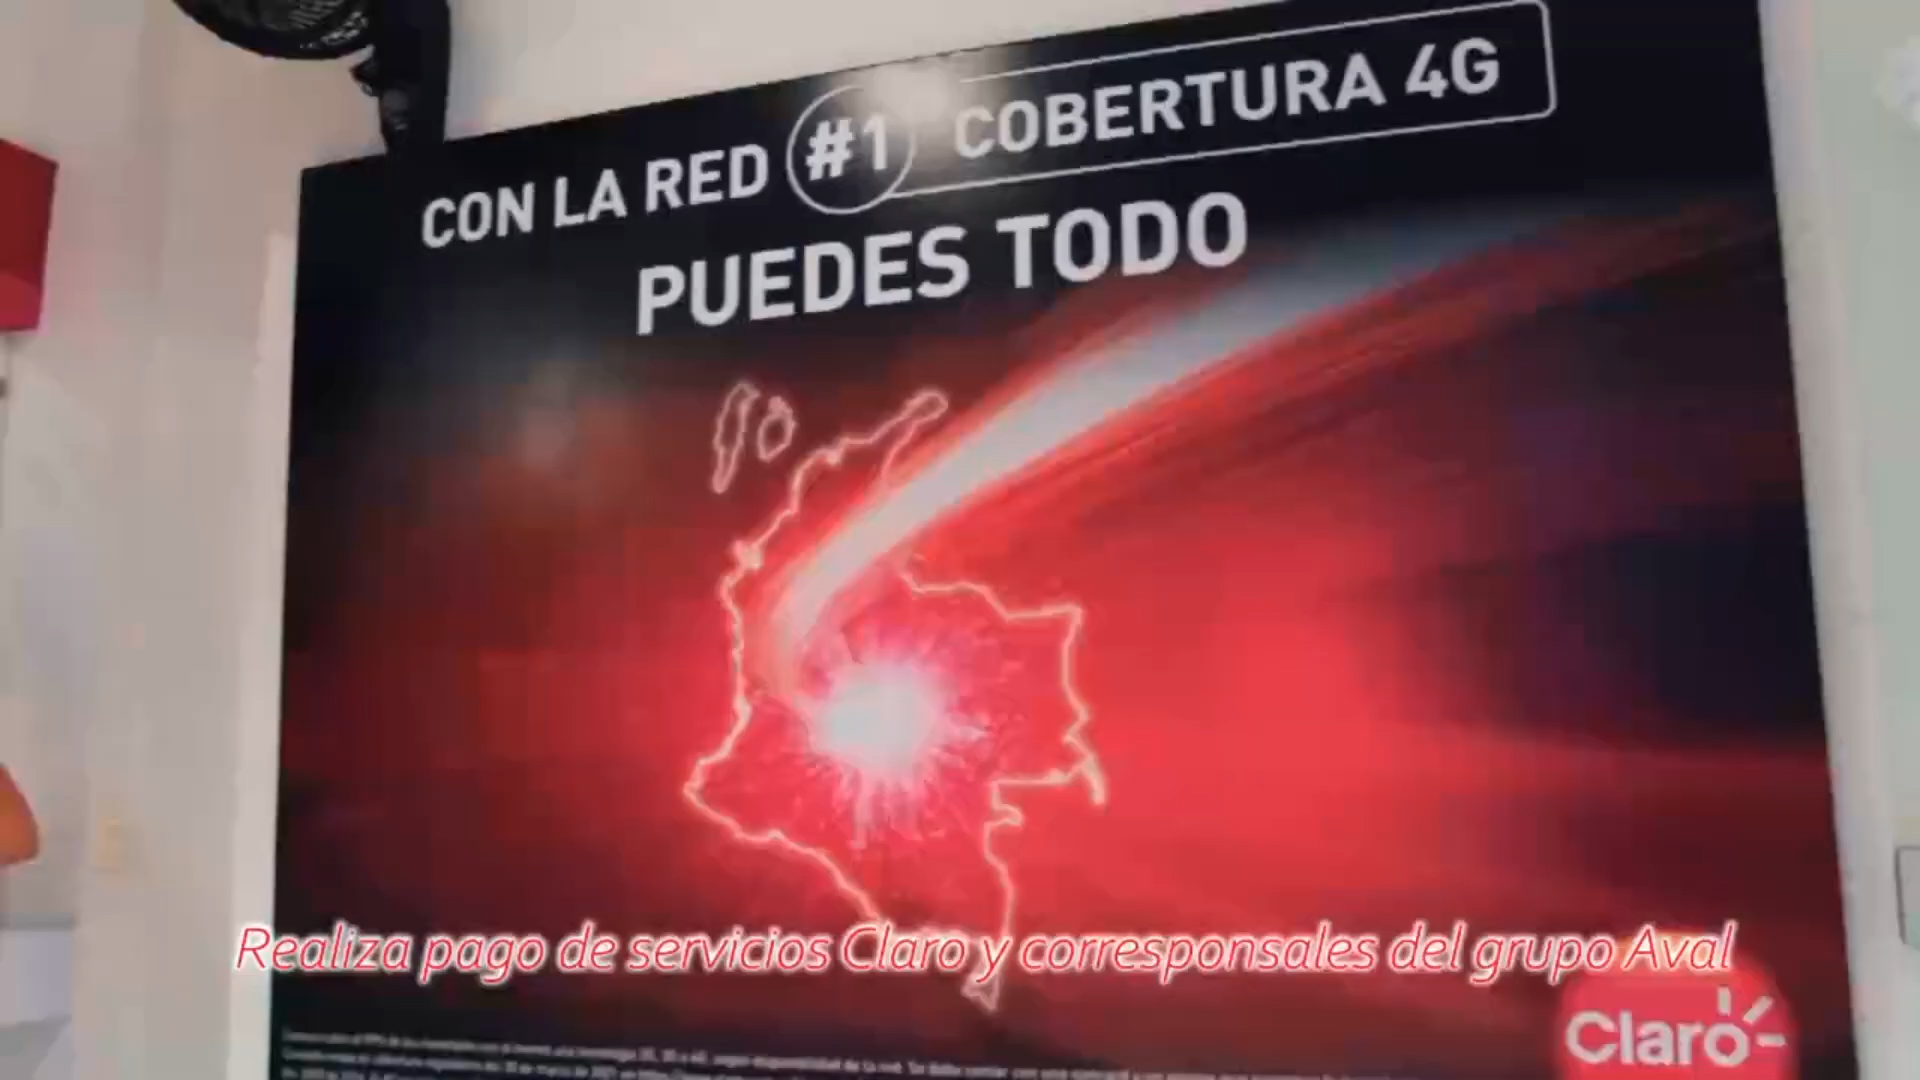 CON LA RED #1 COBERTURA 4G
PUEDES TODO
Realiza pago de servicios Claro y corresponsales del grupo Aval
Claro